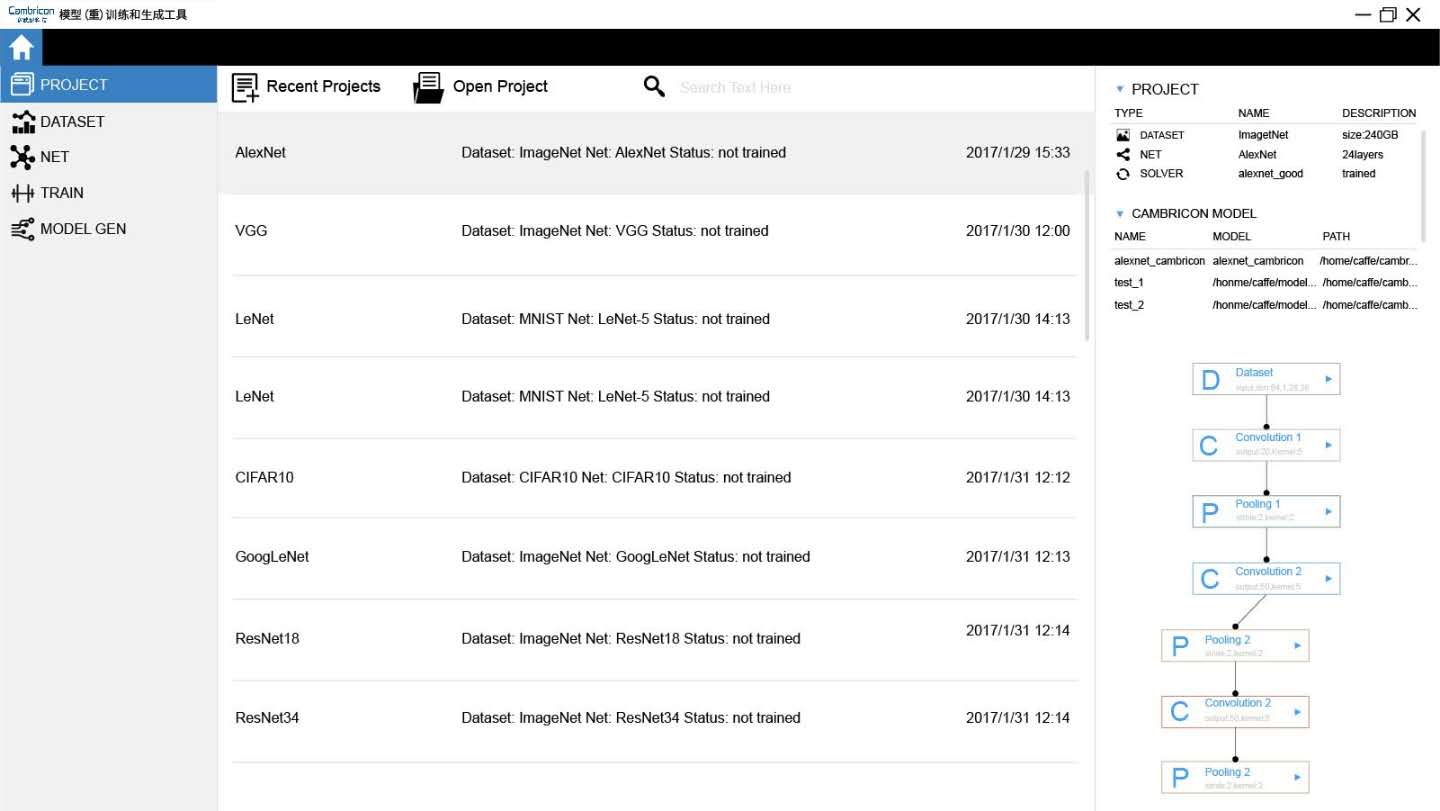 Cambricon 模型 (重) 训练和生成工具
PROJECT
DATASET
NET
TRAIN
MODEL GEN
Recent Projects Open Project Search Text Here
AlexNet Dataset: ImageNet Net: AlexNet Status: not trained 2017/1/29 15:33
VGG Dataset: ImageNet Net: VGG Status: not trained 2017/1/30 12:00
LeNet Dataset: MNIST Net: LeNet-5 Status: not trained 2017/1/30 14:13
LeNet Dataset: MNIST Net: LeNet-5 Status: not trained 2017/1/30 14:13
CIFAR10 Dataset: CIFAR10 Net: CIFAR10 Status: not trained 2017/1/31 12:12
GoogLeNet Dataset: ImageNet Net: GoogLeNet Status: not trained 2017/1/31 12:13
ResNet18 Dataset: ImageNet Net: ResNet18 Status: not trained 2017/1/31 12:14
ResNet34 Dataset: ImageNet Net: ResNet34 Status: not trained 2017/1/31 12:14
PROJECT
TYPE NAME DESCRIPTION
DATASET ImagetNet size:240GB
NET AlexNet 24layers
SOLVER alexnet_good trained
CAMBRICON MODEL
NAME MODEL PATH
alexnet_cambricon alexnet_cambricon /home/caffe/cambr...
test_1 /honme/caffe/model... /home/caffe/camb...
test_2 /honme/caffe/model... /home/caffe/camb...
D Dataset
input,dim:64,1,28,28
C Convolution 1
output:20,kernel:5
P Pooling 1
stride:2,kernel:2
C Convolution 2
output:50,kernel:5
P Pooling 2
stride:2,kernel:2
C Convolution 2
output:50,kernel:5
P Pooling 2
stride:2,kernel:2